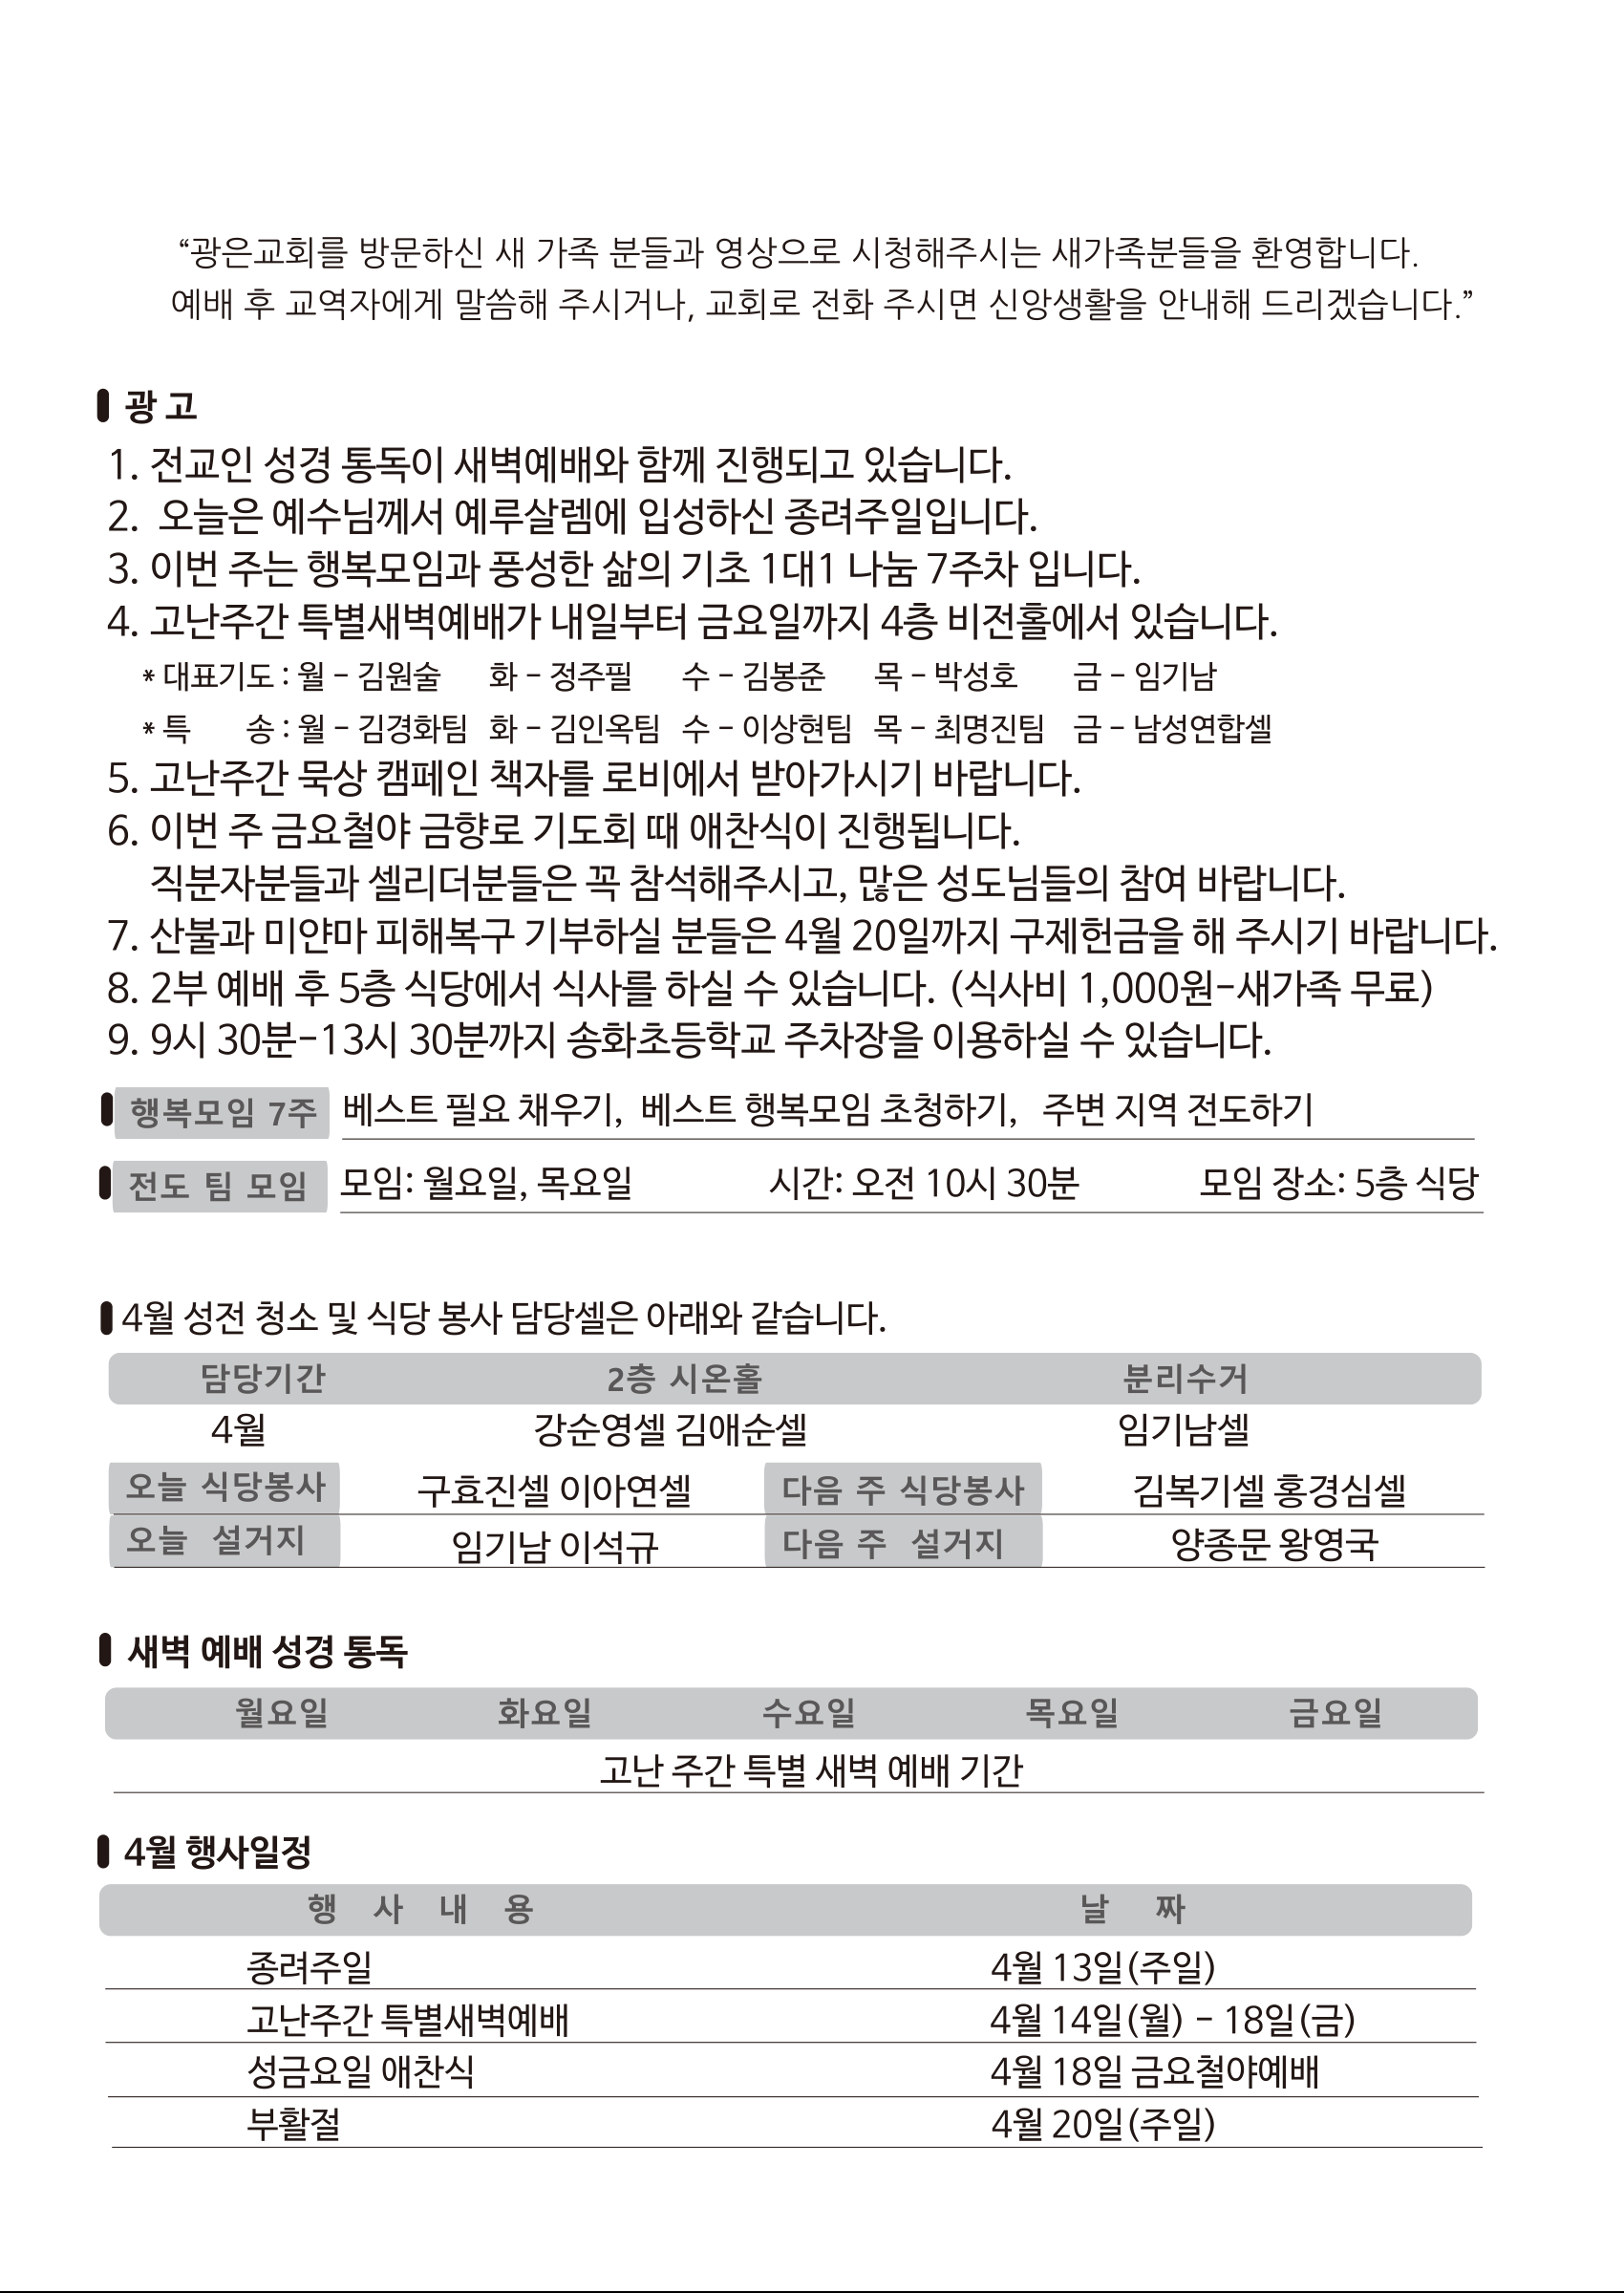 “광은교회를 방문하신 새 가족 분들과 영상으로 시청해주시는 새가족분들을 환영합니다.
예배 후 교역자에게 말씀해 주시거나, 교회로 전화 주시면 신앙생활을 안내해 드리겠습니다.”
광 고
1. 전교인 성경 통독이 새벽예배와 함께 진행되고 있습니다.
2. 오늘은 예수님께서 예루살렘에 입성하신 종려주일입니다.
3. 이번 주는 행복모임과 풍성한 삶의 기초 1대1 나눔 7주차 입니다.
4. 고난주간 특별새벽예배가 내일부터 금요일까지 4층 비전홀에서 있습니다.
* 대표기도 : 월 - 김원술 화 - 정주필 수 - 김봉준 목 - 박성호 금 - 임기남
* 특 송 : 월 - 김경화팀 화 - 김인옥팀 수 - 이상현팀 목 - 최명진팀 금 - 남성연합셀
5. 고난주간 묵상 캠페인 책자를 로비에서 받아가시기 바랍니다.
6. 이번 주 금요철야 금향로 기도회 때 애찬식이 진행됩니다.
직분자분들과 셀리더분들은 꼭 참석해주시고, 많은 성도님들의 참여 바랍니다.
7. 산불과 미얀마 피해복구 기부하실 분들은 4월 20일까지 구제헌금을 해 주시기 바랍니다.
8. 2부 예배 후 5층 식당에서 식사를 하실 수 있습니다. (식사비 1,000원-새가족 무료)
9. 9시 30분-13시 30분까지 송화초등학교 주차장을 이용하실 수 있습니다.
행복모임 7주 베스트 필요 채우기, 베스트 행복모임 초청하기, 주변 지역 전도하기
전도 팀 모임 모임: 월요일, 목요일 시간: 오전 10시 30분 모임 장소: 5층 식당
4월 성전 청소 및 식당 봉사 담당셀은 아래와 같습니다.
담당기간 2층 시온홀 분리수거
4월 강순영셀 김애순셀 임기남셀
오늘 식당봉사 구효진셀 이아연셀 다음 주 식당봉사 김복기셀 홍경심셀
오늘 설거지 임기남 이석규 다음 주 설거지 양종문 왕영국
새벽 예배 성경 통독
월요일 화요일 수요일 목요일 금요일
고난 주간 특별 새벽 예배 기간
4월 행사일정
행 사 내 용 날 짜
종려주일 4월 13일(주일)
고난주간 특별새벽예배 4월 14일(월) - 18일(금)
성금요일 애찬식 4월 18일 금요철야예배
부활절 4월 20일(주일)